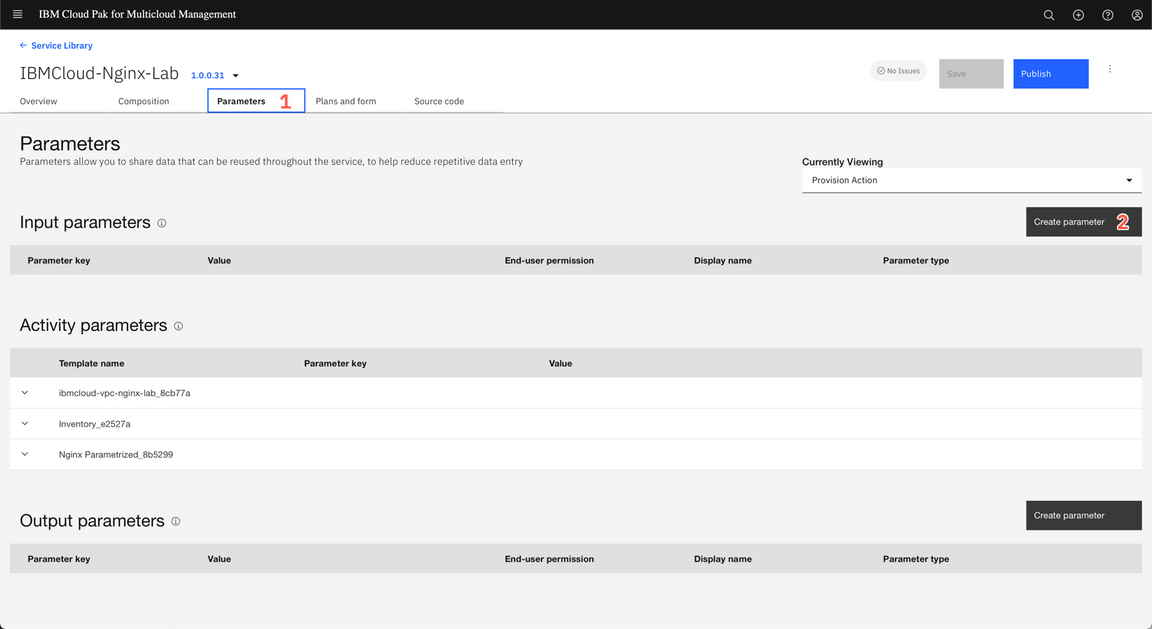 IBM Cloud Pak for Multicloud Management
Service Library
IBMCloud-Nginx-Lab 1.0.0.31
No Issues
Save
Publish
Overview Composition Parameters 1 Plans and form Source code
Parameters
Parameters allow you to share data that can be reused throughout the service, to help reduce repetitive data entry
Currently Viewing
Provision Action
Input parameters
Create parameter 2
Parameter key Value End-user permission Display name Parameter type
Activity parameters
Template name Parameter key Value
ibmcloud-vpc-nginx-lab_8cb77a
Inventory_e2527a
Nginx Parametrized_8b5299
Output parameters
Create parameter
Parameter key Value End-user permission Display name Parameter type